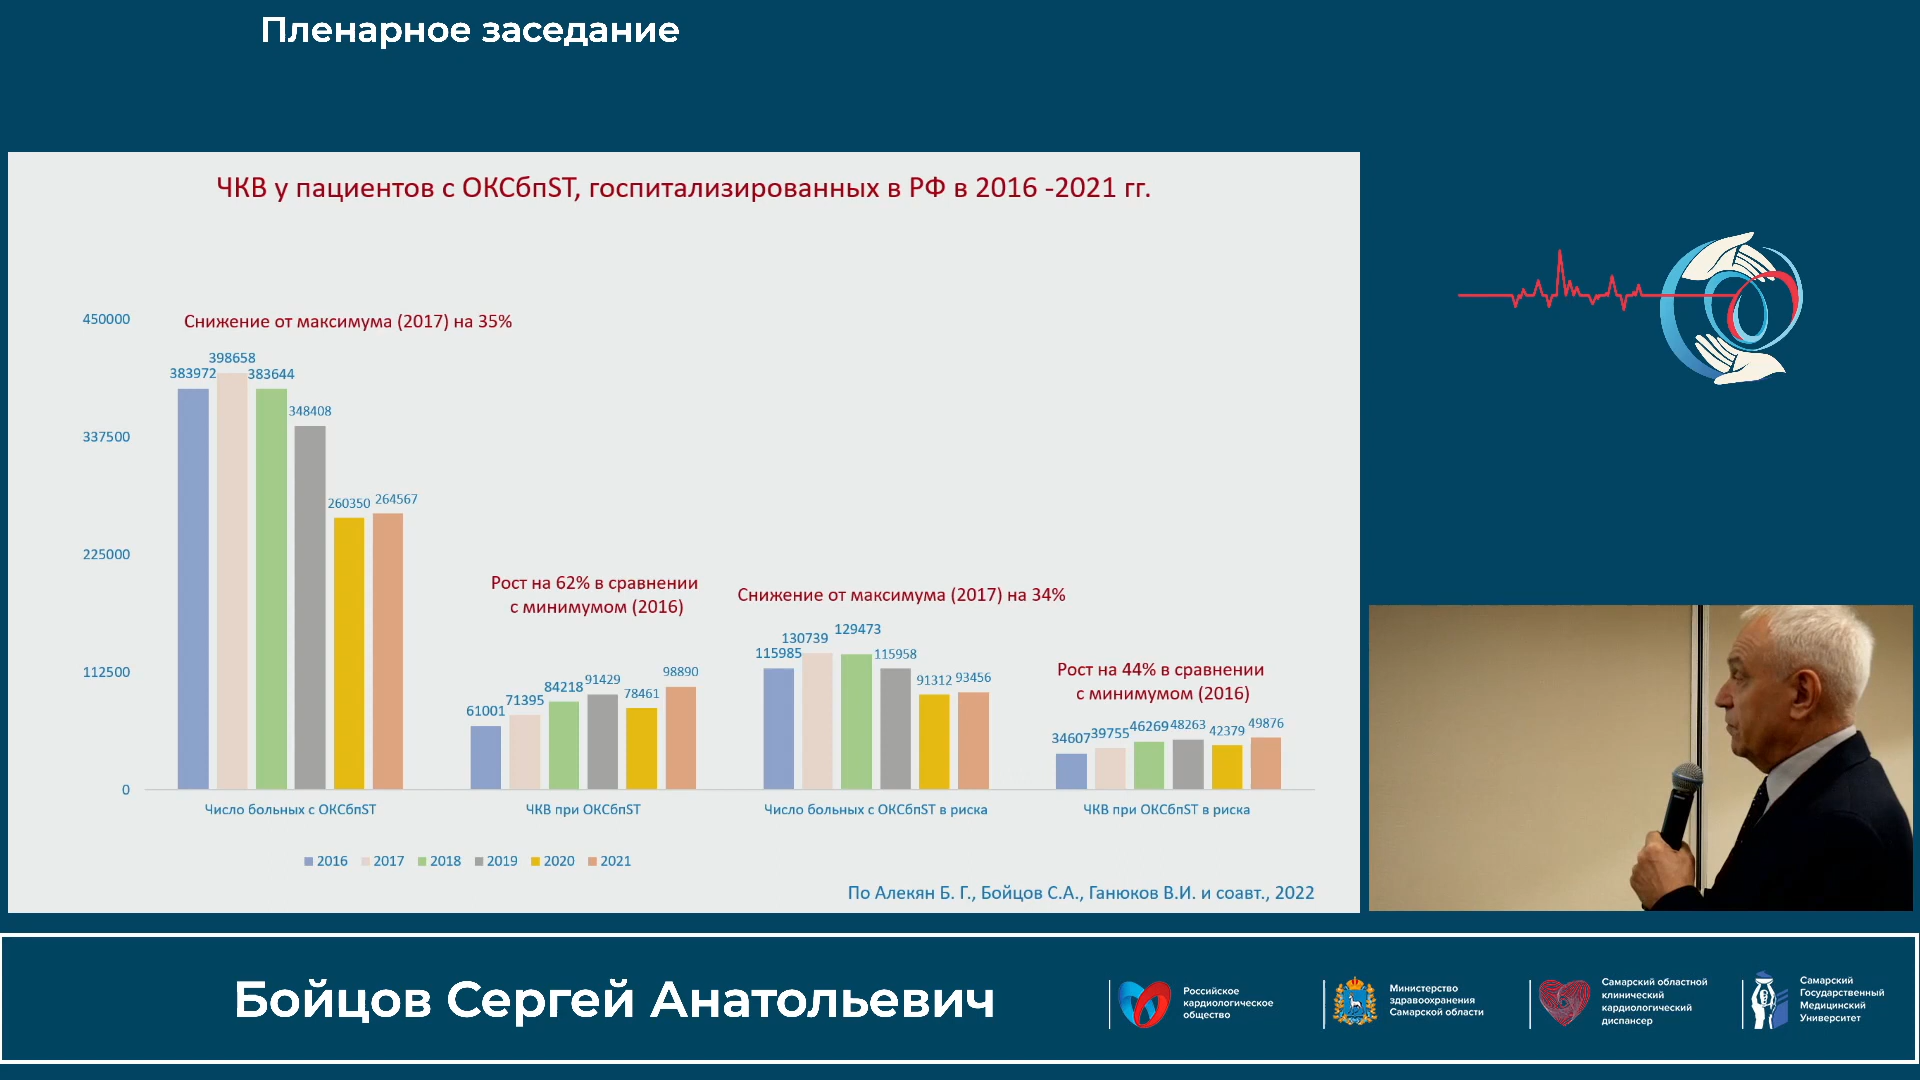 Пленарное заседание
ЧКВ у пациентов с ОКСбпST, госпитализированных в РФ в 2016 -2021 гг.
450000
337500
225000
112500
0
Снижение от максимума (2017) на 35%
383972
398658
383644
348408
260350
264567
Рост на 62% в сравнении
с минимумом (2016)
61001
71395
84218
91429
78461
98890
Снижение от максимума (2017) на 34%
115985
130739
129473
115958
91312
93456
Рост на 44% в сравнении
с минимумом (2016)
34607
39755
46269
48263
42379
49876
Число больных с ОКСбпST
ЧКВ при ОКСбпST
Число больных с ОКСбпST в риска
ЧКВ при ОКСбпST в риска
2016 2017 2018 2019 2020 2021
По Алекян Б. Г., Бойцов С.А., Ганюков В.И. и соавт., 2022
Бойцов Сергей Анатольевич
Российское
кардиологическое
общество
Министерство
здравоохранения
Самарской области
Самарский областной
клинический
кардиологический
диспансер
Самарский
Государственный
Медицинский
Университет